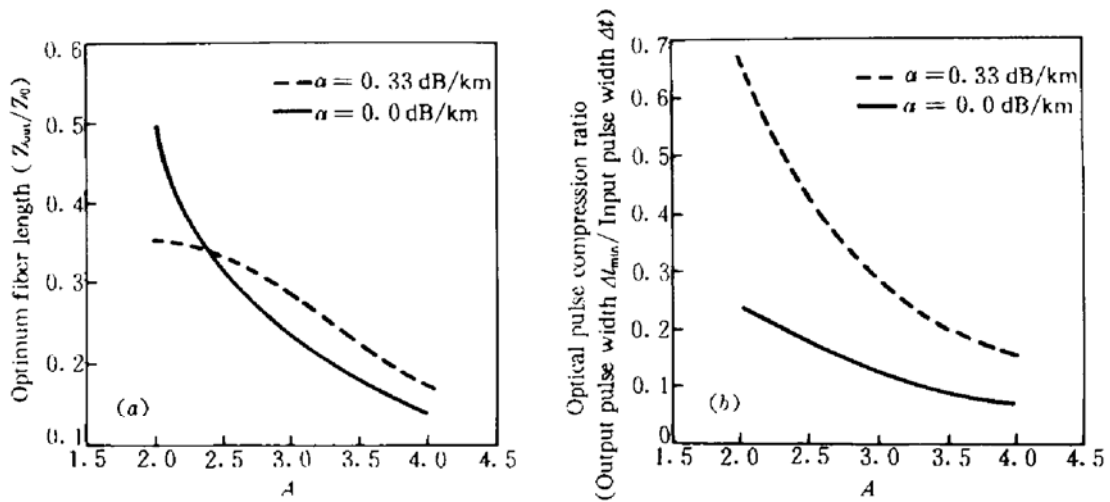 Optimum fiber length (Zout/Z0)
0.6
0.5
0.4
0.3
0.2
0.1
α = 0.33 dB/km
α = 0.0 dB/km
(a)
1.5 2.0 2.5 3.0 3.5 4.0 4.5
A
Optical pulse compression ratio
(Output pulse width Δtmin/ Input pulse width Δt)
0.7
0.6
0.5
0.4
0.3
0.2
0.1
0
α = 0.33 dB/km
α = 0.0 dB/km
(b)
1.5 2.0 2.5 3.0 3.5 4.0 4.5
A